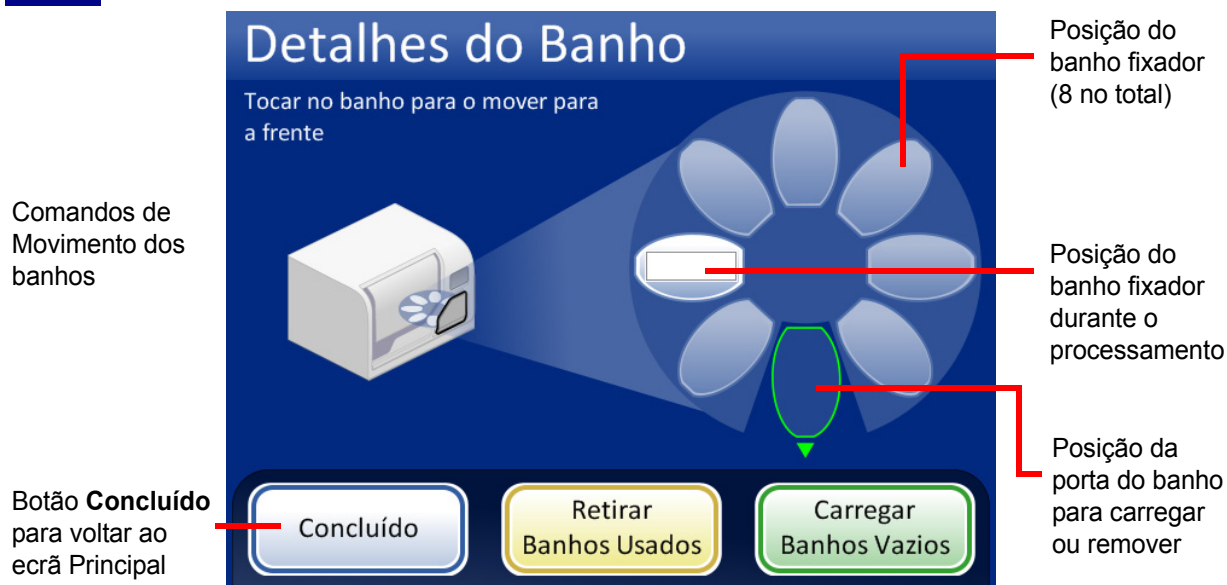 Detalhes do Banho
Tocar no banho para o mover para
a frente
Posição do
banho fixador
(8 no total)
Comandos de
Movimento dos
banhos
Posição do
banho fixador
durante o
processamento
Posição da
porta do banho
para carregar
ou remover
Botão Concluído
para voltar ao
ecrã Principal
Concluído
Retirar
Banhos Usados
Carregar
Banhos Vazios